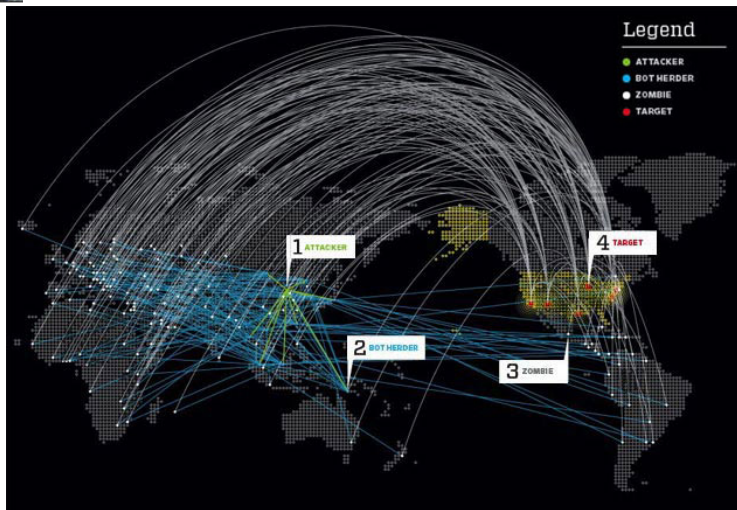 Legend
ATTACKER
BOT HERDER
ZOMBIE
TARGET
1 ATTACKER
4 TARGET
2 BOT HERDER
3 ZOMBIE